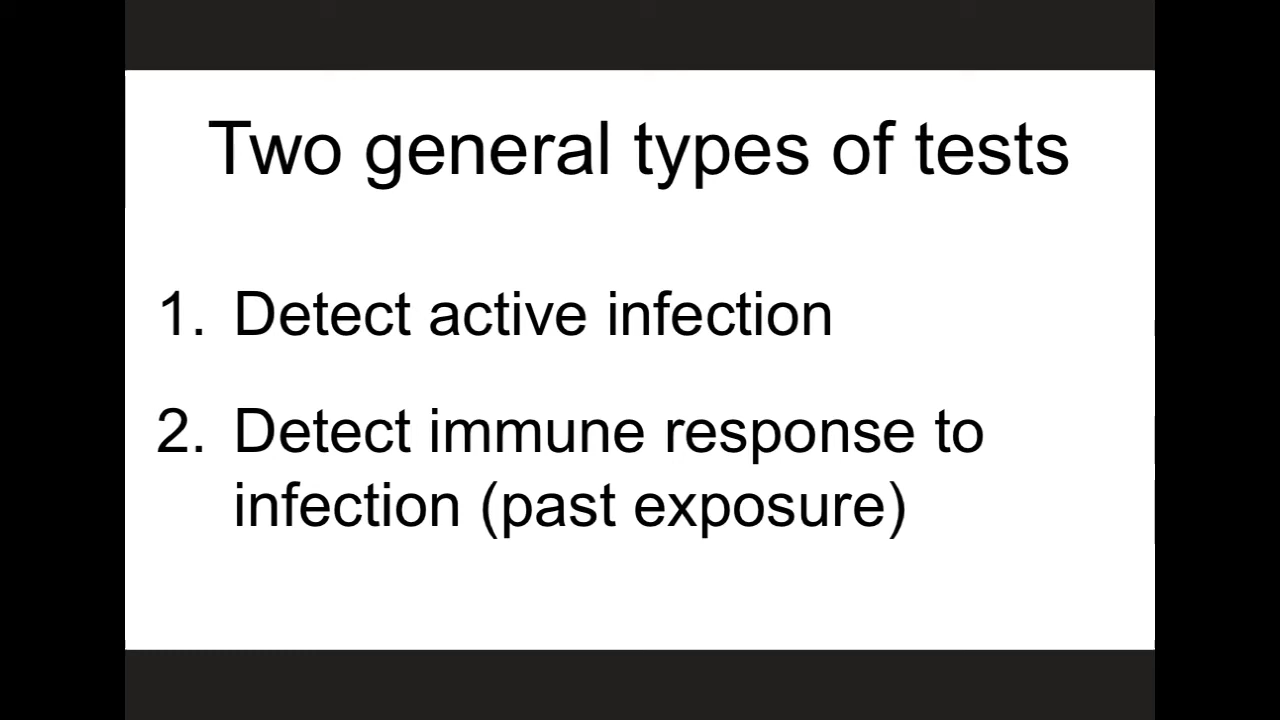 Two general types of tests
1. Detect active infection
2. Detect immune response to
infection (past exposure)